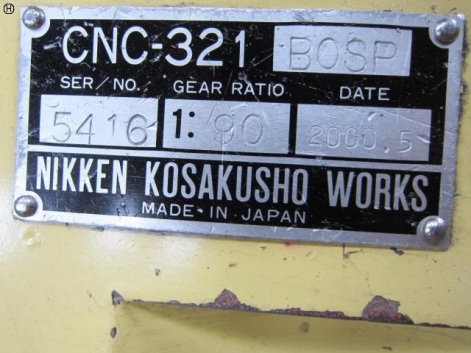 H
CNC-321 BOSP
SER/NO. GEAR RATIO DATE
5416 1: 90 2000.5
NIKKEN KOSAKUSHO WORKS
MADE-IN JAPAN